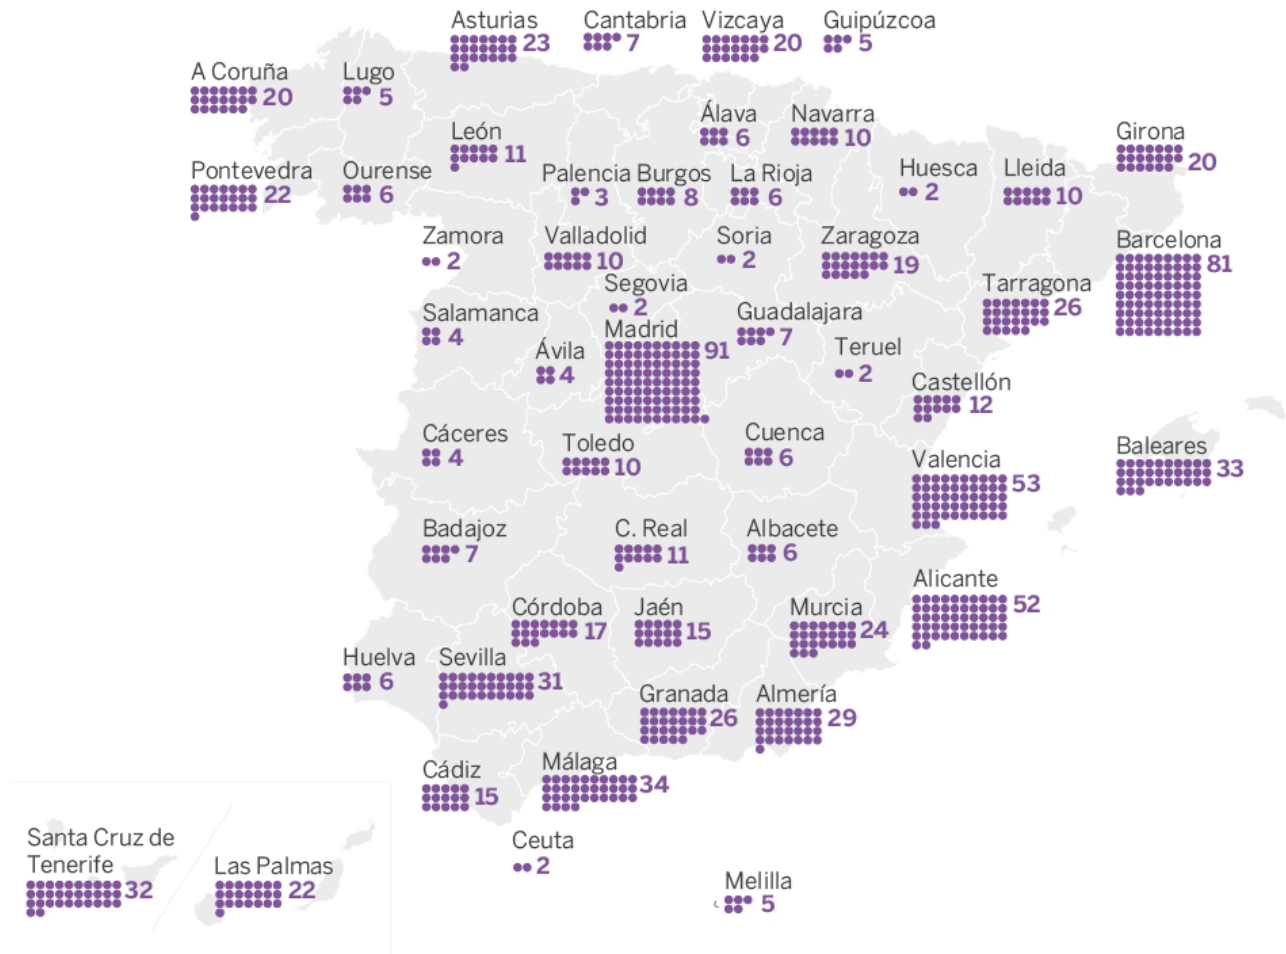 Asturias
23
Cantabria
7
Vizcaya
20
Guipúzcoa
5
A Coruña
20
Lugo
5
León
11
Álava
6
Navarra
10
Girona
20
Pontevedra
22
Ourense
6
Palencia
3
Burgos
8
La Rioja
6
Huesca
2
Lleida
10
Zamora
2
Valladolid
10
Soria
2
Zaragoza
19
Barcelona
81
Segovia
2
Tarragona
26
Salamanca
4
Madrid
91
Guadalajara
7
Ávila
4
Teruel
2
Castellón
12
Cáceres
4
Toledo
10
Cuenca
6
Valencia
53
Baleares
33
Badajoz
7
C. Real
11
Albacete
6
Alicante
52
Córdoba
17
Jaén
15
Murcia
24
Huelva
6
Sevilla
31
Granada
26
Almería
29
Cádiz
15
Málaga
34
Santa Cruz de
Tenerife
32
Las Palmas
22
Ceuta
2
Melilla
5